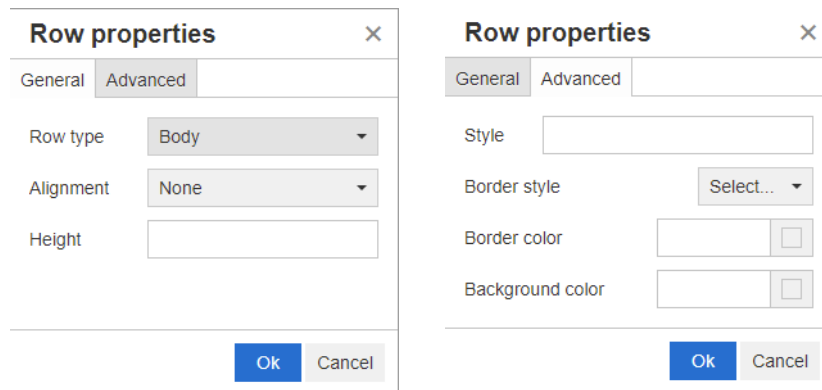 Row properties ×
General Advanced
Row type Body
Alignment None
Height
Ok Cancel
Row properties ×
General Advanced
Style
Border style Select...
Border color
Background color
Ok Cancel